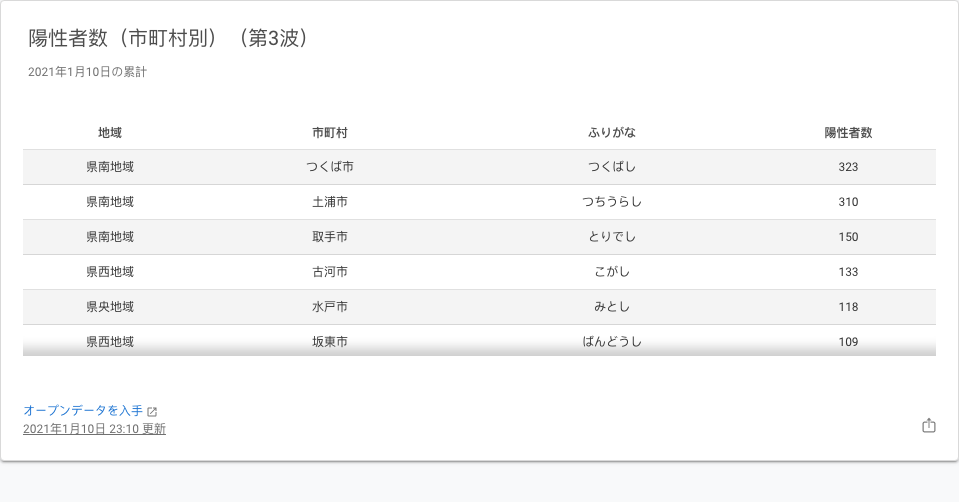 陽性者数（市町村別）（第3波）
2021年1月10日の累計
地域 市町村 ふりがな 陽性者数
県南地域 つくば市 つくばし 323
県南地域 土浦市 つちうらし 310
県南地域 取手市 とりでし 150
県西地域 古河市 こがし 133
県央地域 水戸市 みとし 118
県西地域 坂東市 ばんどうし 109
オープンデータを入手
2021年1月10日 23:10 更新